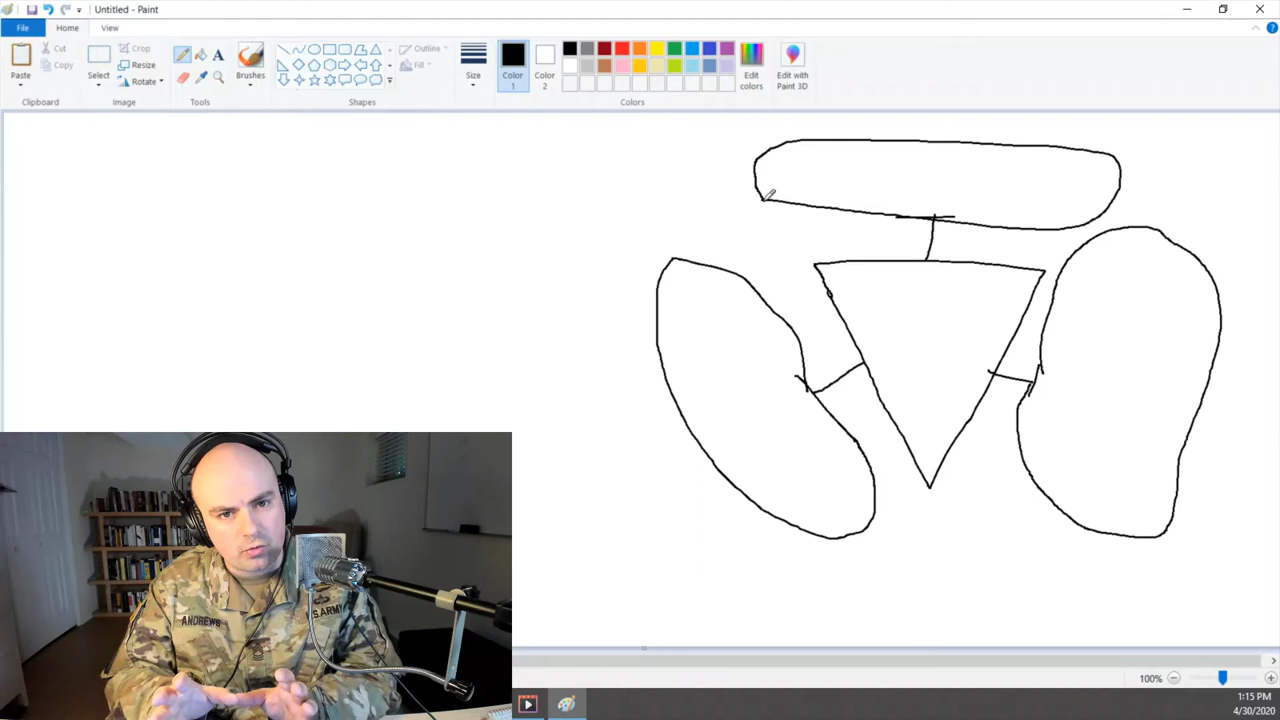 Untitled - Paint
File
Home
View
Paste
Cut
Copy
Clipboard
Select
Crop
Resize
Rotate
Image
A
Tools
Brushes
Shapes
Outline
Fill
Size
Color 1
Color 2
Colors
Edit colors
Edit with Paint 3D
ANDREWS
U.S. ARMY
100%
1:15 PM
4/30/2020